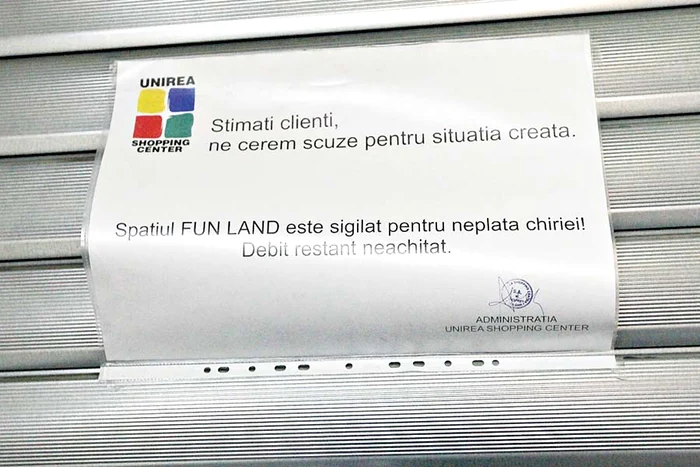 UNIREA
SHOPPING
CENTER
Stimati clienti,
ne cerem scuze pentru situatia creata.
Spatiul FUN LAND este sigilat pentru neplata chiriei!
Debit restant neachitat.
ADMINISTRATIA
UNIREA SHOPPING CENTER